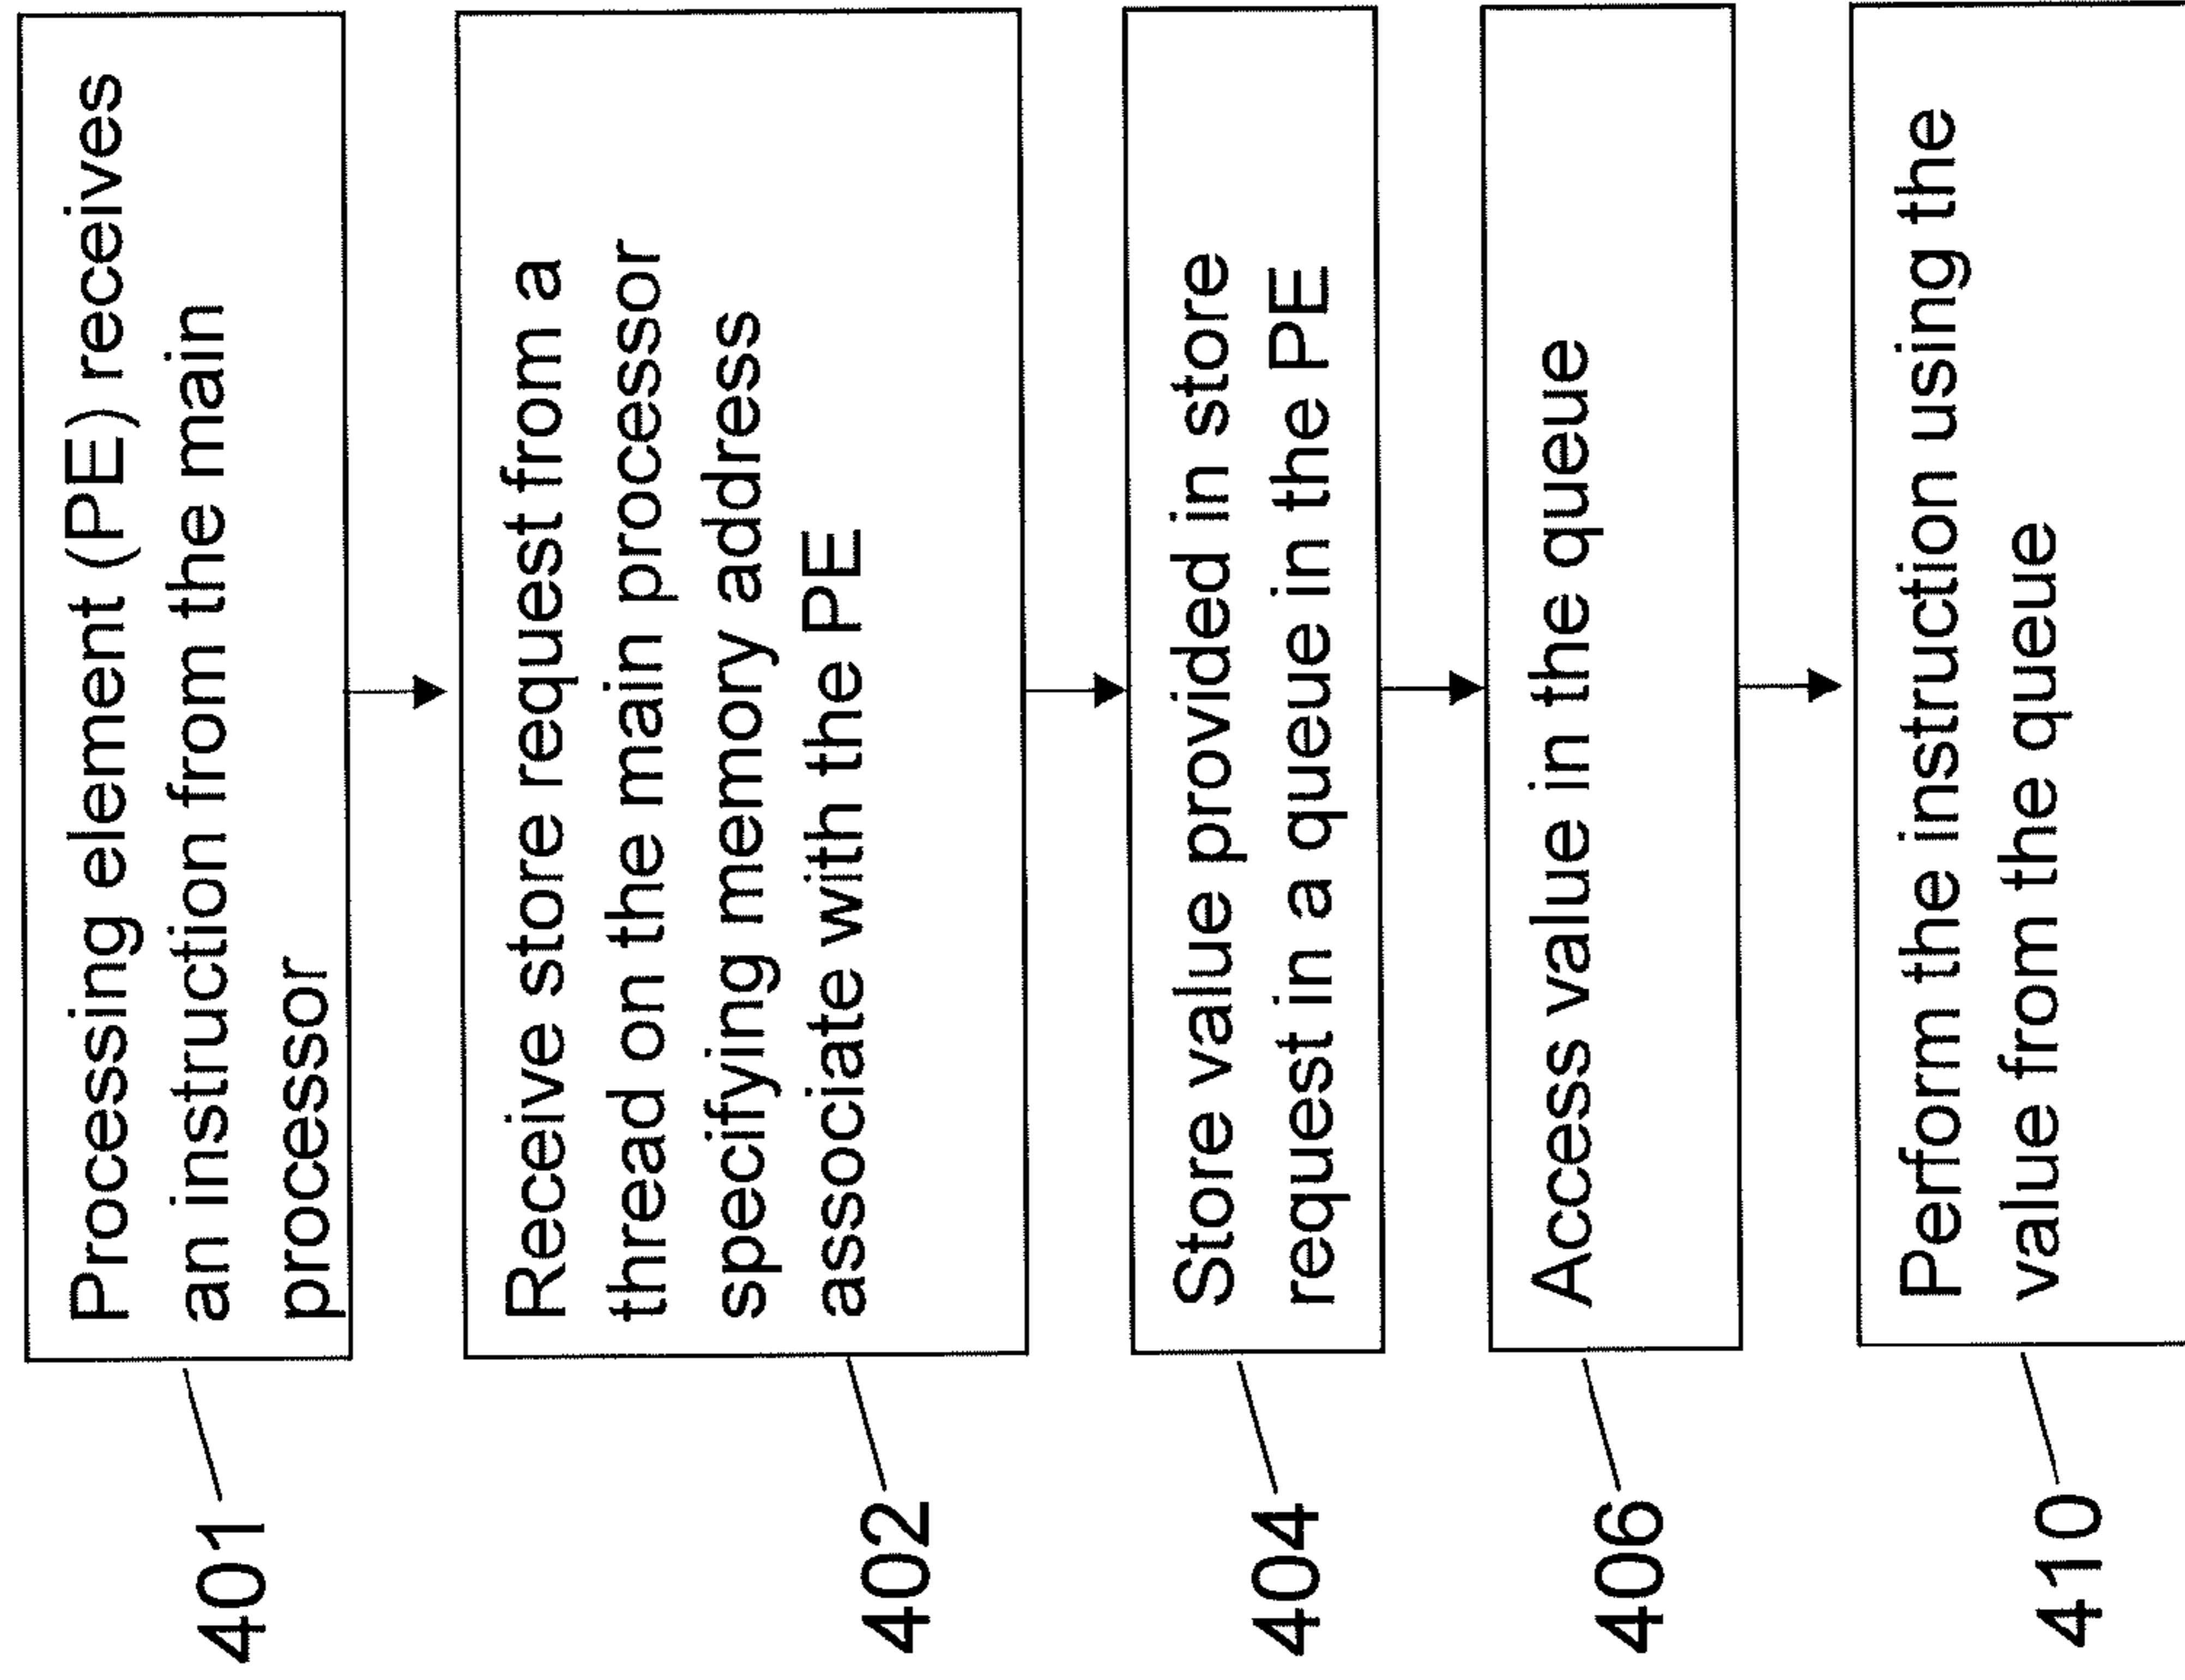 401
Processing element (PE) receives
an instruction from the main
processor
402
Receive store request from a
thread on the main processor
specifying memory address
associate with the PE
404
Store value provided in store
request in a queue in the PE
406
Access value in the queue
410
Perform the instruction using the
value from the queue